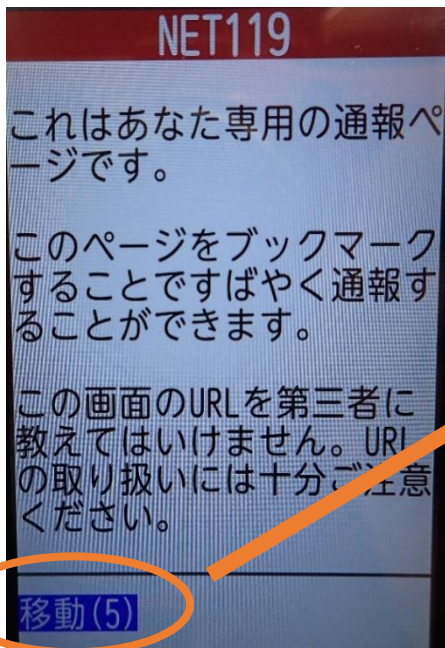 NET119
これはあなた専用の通報ペ
ージです。
このページをブックマーク
することですばやく通報す
ることができます。
この画面のURLを第三者に
教えてはいけません。URL
の取り扱いには十分ご注意
ください。
移動(5)